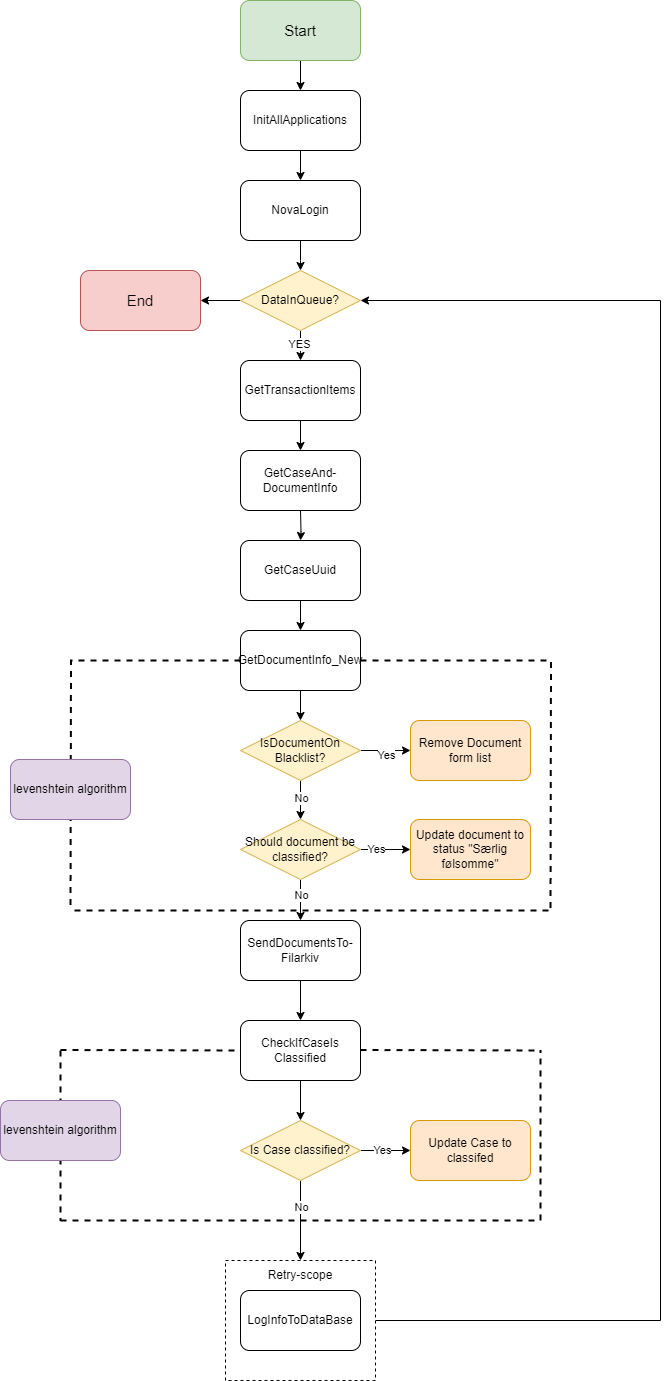 Start
InitAllApplications
NovaLogin
End
DataInQueue?
YES
GetTransactionItems
GetCaseAnd-
DocumentInfo
GetCaseUuid
GetDocumentInfo_New
IsDocumentOn
Blacklist?
Yes
Remove Document
form list
levenshtein algorithm
No
Should document be
classified?
Yes
Update document to
status "Særlig
følsomme"
No
SendDocumentsTo-
Filarkiv
CheckIfCaseIs
Classified
levenshtein algorithm
Is Case classified?
Yes
Update Case to
classifed
No
Retry-scope
LogInfoToDataBase